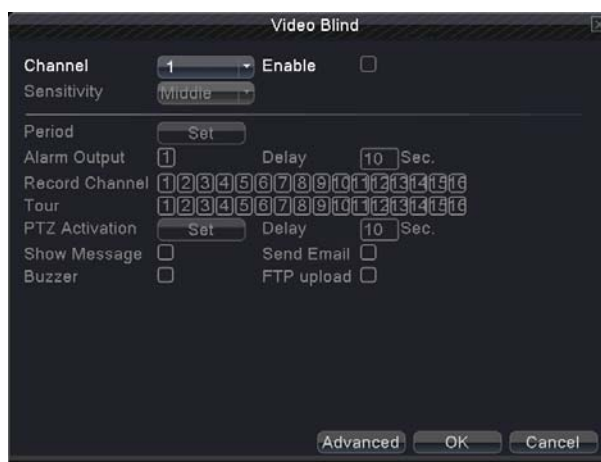 Video Blind
Channel 1 Enable
Sensitivity Middle
Period Set
Alarm Output 1 Delay 10 Sec.
Record Channel 1 2 3 4 5 6 7 8 9 10 11 12 13 14 15 16
Tour 1 2 3 4 5 6 7 8 9 10 11 12 13 14 15 16
PTZ Activation Set Delay 10 Sec.
Show Message Send Email
Buzzer FTP upload
Advanced OK Cancel